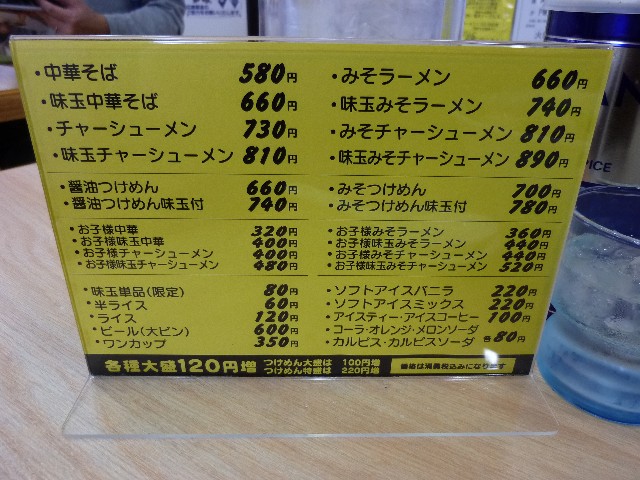 ・中華そば 580円
・味玉中華そば 660円
・チャーシューメン 730円
・味玉チャーシューメン 810円
・醤油つけめん 660円
・醤油つけめん味玉付 740円
・お子様中華 320円
・お子様味玉中華 400円
・お子様チャーシューメン 400円
・お子様味玉チャーシューメン 480円
・味玉単品(限定) 80円
・半ライス 60円
・ライス 120円
・ビール(大ビン) 600円
・ワンカップ 350円
・みそラーメン 660円
・味玉みそラーメン 740円
・みそチャーシューメン 810円
・味玉みそチャーシューメン 890円
・みそつけめん 700円
・みそつけめん味玉付 780円
・お子様みそラーメン 360円
・お子様味玉みそラーメン 440円
・お子様みそチャーシューメン 440円
・お子様味玉みそチャーシューメン 520円
・ソフトアイスバニラ 220円
・ソフトアイスミックス 220円
・アイスティー・アイスコーヒー 100円
・コーラ・オレンジ・メロンソーダ
・カルピス・カルピスソーダ 各80円
各種大盛120円増
つけめん大盛は 100円増
つけめん特盛は 220円増
価格は消費税込みになります